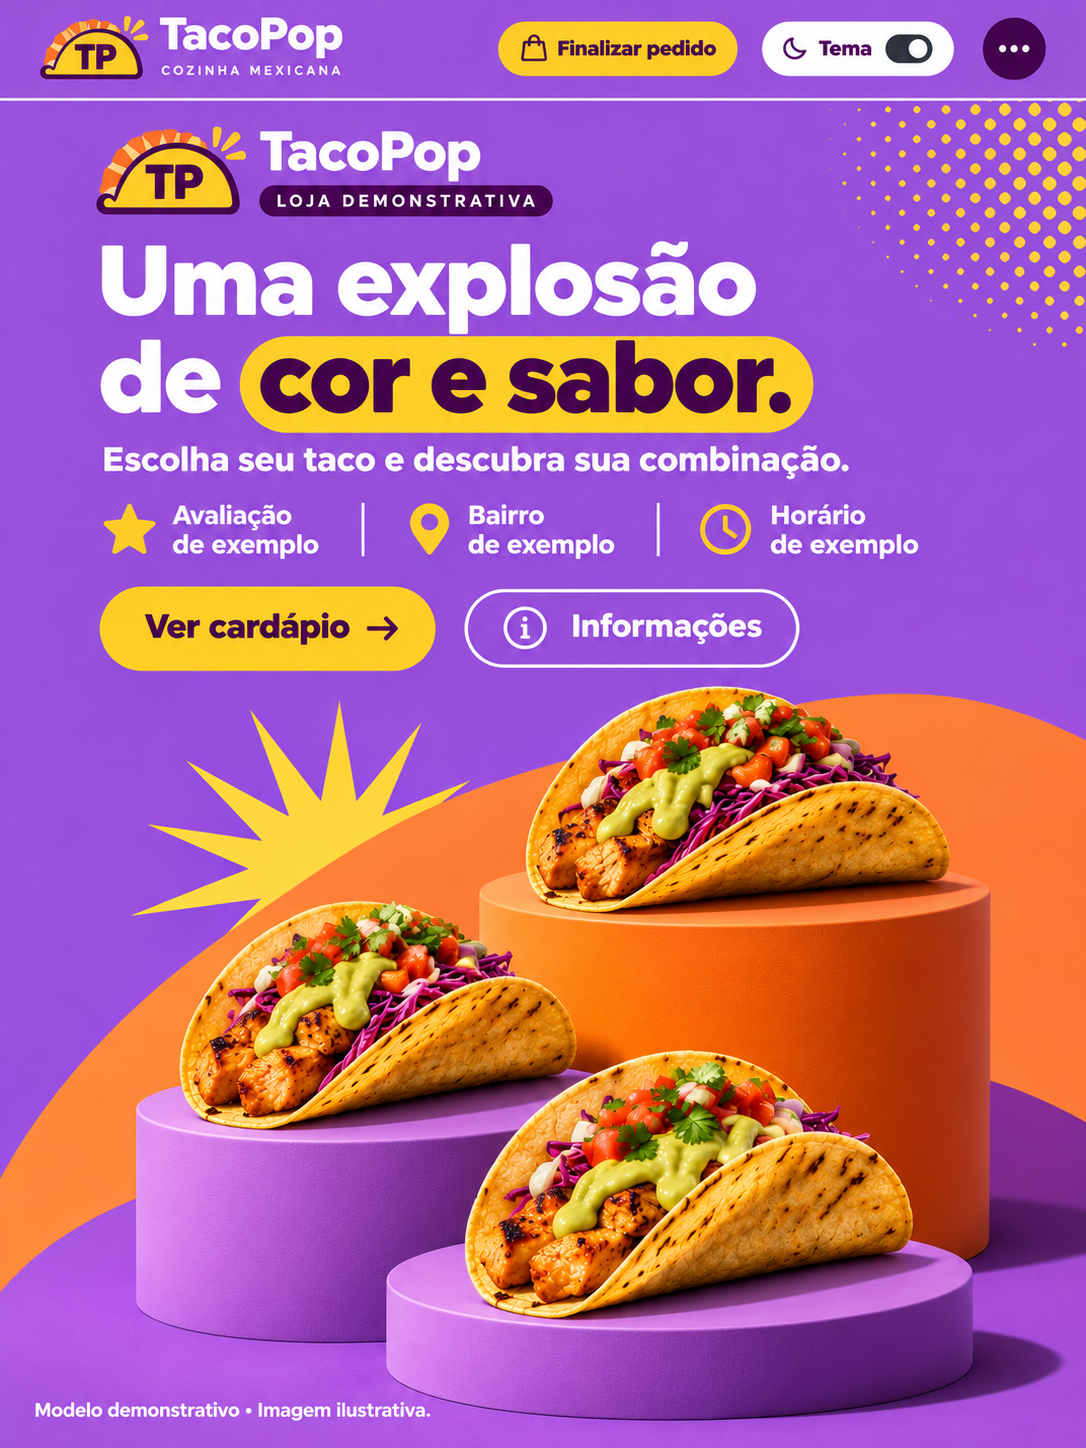 TP
TacoPop
COZINHA MEXICANA
Finalizar pedido
Tema
TP
TacoPop
LOJA DEMONSTRATIVA
Uma explosão
de cor e sabor.
Escolha seu taco e descubra sua combinação.
Avaliação
de exemplo
Bairro
de exemplo
Horário
de exemplo
Ver cardápio →
Informações
Modelo demonstrativo • Imagem ilustrativa.